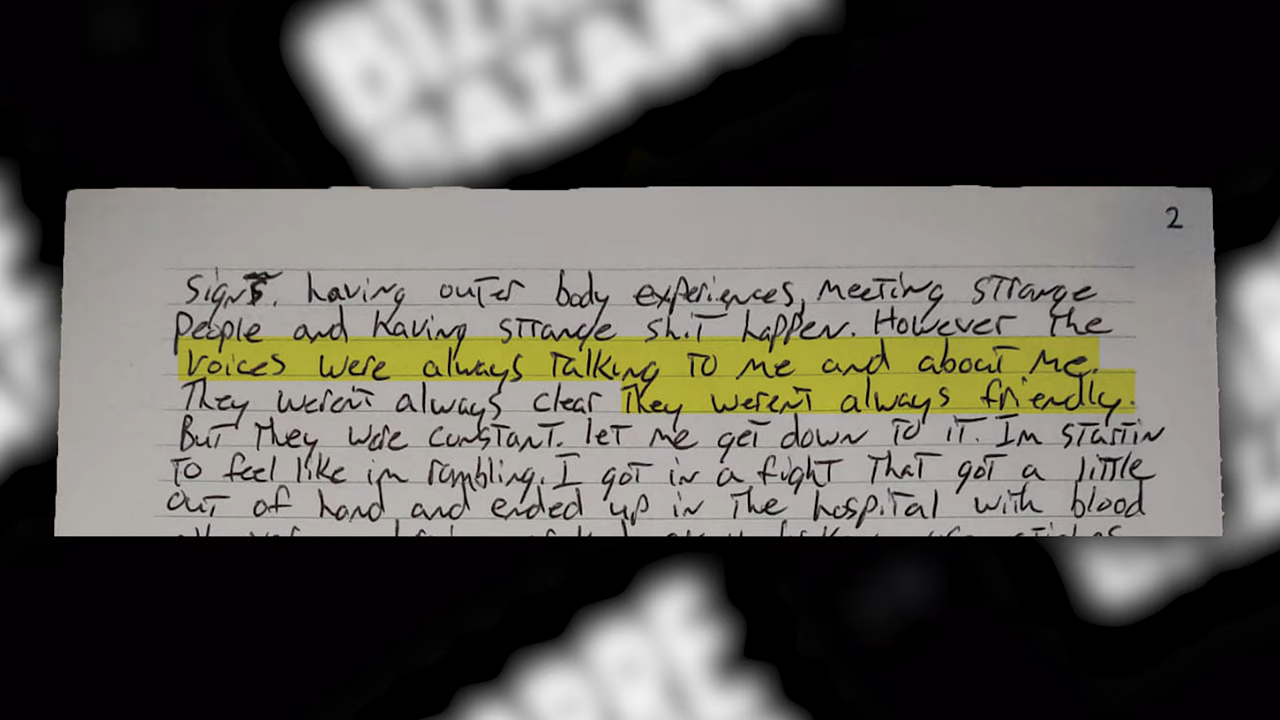 2
signs. having outer body experiences, meeting strange
people and having strange shit happen. However the
voices were always talking to me and about me.
They weren't always clear they weren't always friendly.
But they were constant. let me get down to it. Im startin
to feel like im rambling. I got in a fight that got a little
out of hand and ended up in the hospital with blood